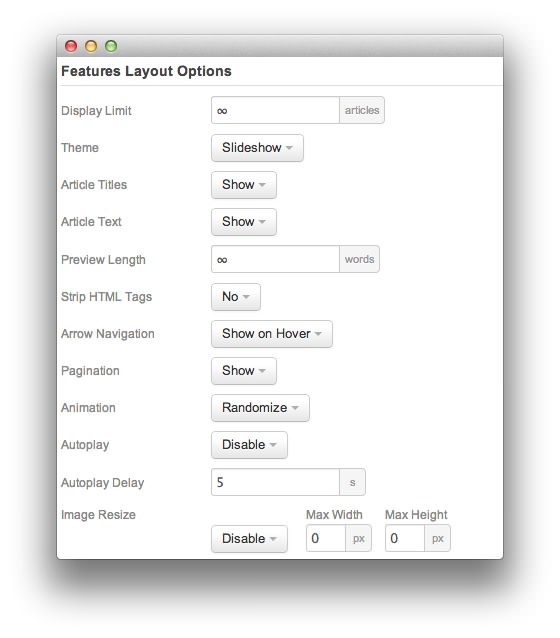 Features Layout Options
Display Limit ∞ articles
Theme Slideshow
Article Titles Show
Article Text Show
Preview Length ∞ words
Strip HTML Tags No
Arrow Navigation Show on Hover
Pagination Show
Animation Randomize
Autoplay Disable
Autoplay Delay 5 s
Image Resize Max Width Max Height
Disable 0 px 0 px